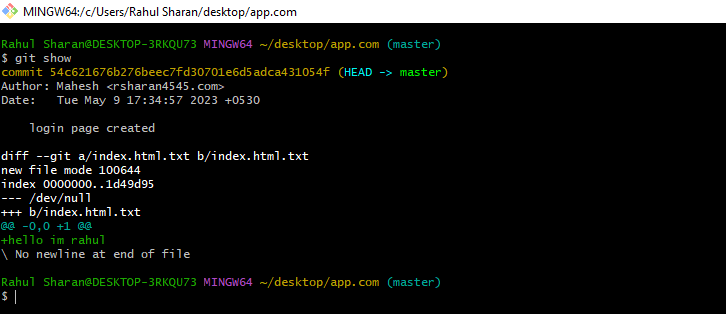 MINGW64:/c/Users/Rahul Sharan/desktop/app.com
Rahul Sharan@DESKTOP-3RKQU73 MINGW64 ~/desktop/app.com (master)
$ git show
commit 54c621676b276beec7fd30701e6d5adca431054f (HEAD -> master)
Author: Mahesh <rsharan4545.com>
Date:   Tue May 9 17:34:57 2023 +0530
    login page created
diff --git a/index.html.txt b/index.html.txt
new file mode 100644
index 0000000..1d49d95
--- /dev/null
+++ b/index.html.txt
@@ -0,0 +1 @@
+hello im rahul
\ No newline at end of file
Rahul Sharan@DESKTOP-3RKQU73 MINGW64 ~/desktop/app.com (master)
$